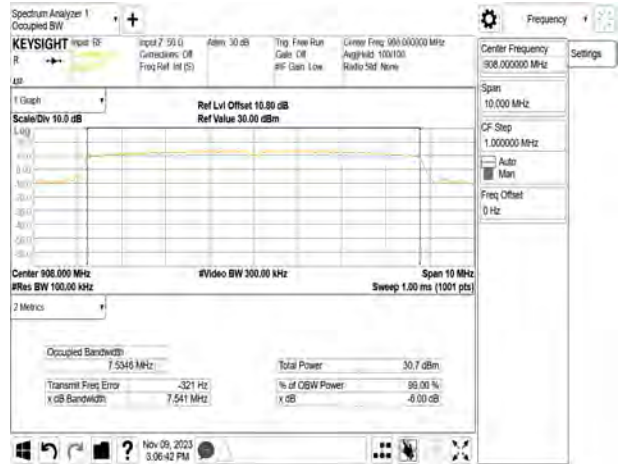 Spectrum Analyzer 1
Occupied BW
Frequency
KEYSIGHT Input: RF
R
Input Z: 50 Ω
Corrections: Off
Freq Ref: Int (S)
Atten: 30 dB
Trig: Free Run
Gate: Off
#IF Gain: Low
Center Freq: 908.000000 MHz
Avg|Hold: 100/100
Radio Std: None
Center Frequency
908.000000 MHz
Settings
Span
10.000 MHz
CF Step
1.000000 MHz
Auto
Man
Freq Offset
0 Hz
1 Graph
Scale/Div 10.0 dB
Ref Lvl Offset 10.80 dB
Ref Value 30.00 dBm
Log
Center 908.000 MHz
#Video BW 300.00 kHz
Span 10 MHz
#Res BW 100.00 kHz
Sweep 1.00 ms (1001 pts)
2 Metrics
Occupied Bandwidth
7.5346 MHz
Total Power 30.7 dBm
Transmit Freq Error -321 Hz
% of OBW Power 99.00 %
x dB Bandwidth 7.541 MHz
x dB -6.00 dB
?
Nov 09, 2023
3:06:42 PM